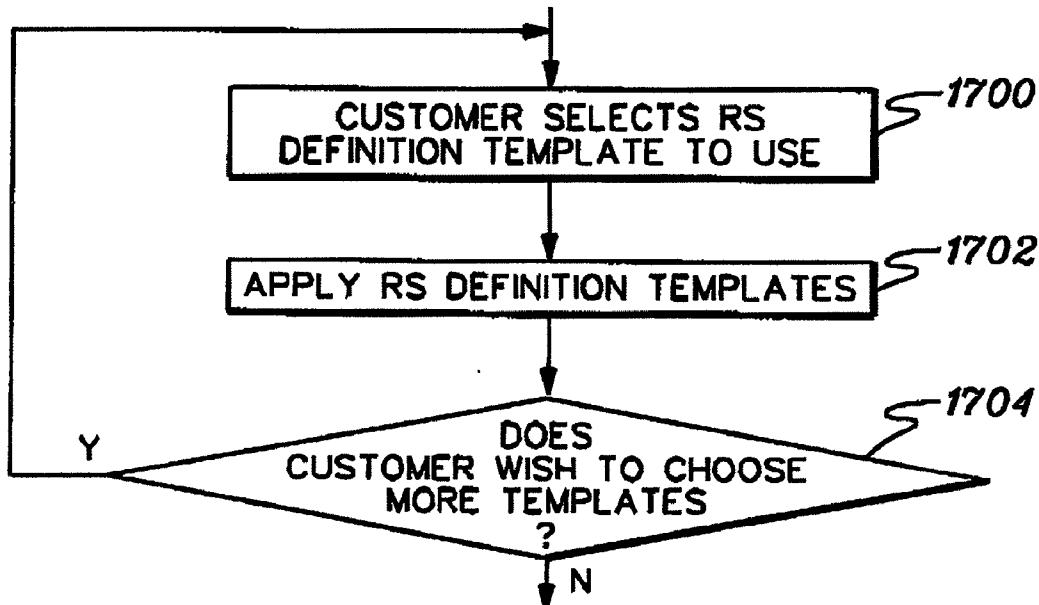 CUSTOMER SELECTS RS
DEFINITION TEMPLATE TO USE
1700
APPLY RS DEFINITION TEMPLATES
1702
DOES
CUSTOMER WISH TO CHOOSE
MORE TEMPLATES
?
1704
Y
N